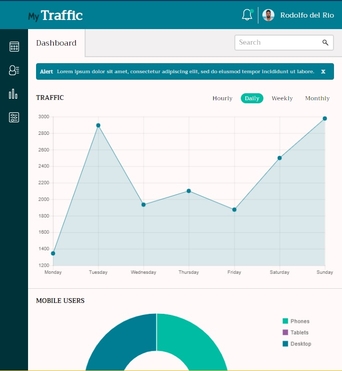 My Traffic
Rodolfo del Rio
Dashboard
Search
Alert Lorem ipsum dolor sit amet, consectetur adipiscing elit, sed do eiusmod tempor incididunt ut labore. X
TRAFFIC
Hourly Daily Weekly Monthly
3000
2800
2600
2400
2200
2000
1800
1600
1400
1200
Monday Tuesday Wednesday Thursday Friday Saturday Sunday
MOBILE USERS
Phones
Tablets
Desktop